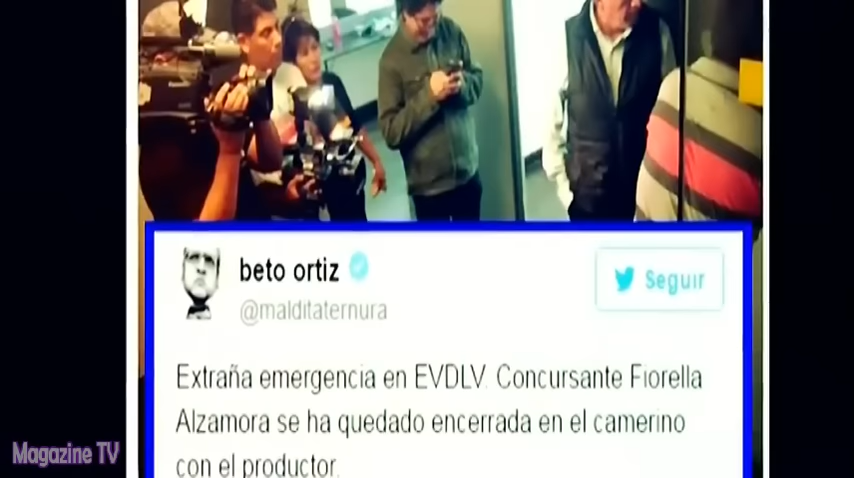 beto ortiz
@malditaternura
Seguir
Extraña emergencia en EVDLV. Concursante Fiorella
Alzamora se ha quedado encerrada en el camerino
con el productor.
Magazine TV